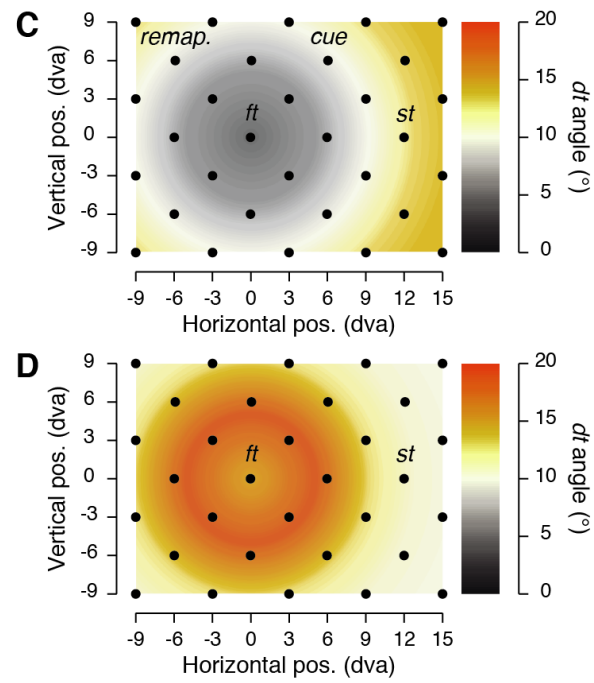 C
9
6
3
0
-3
-6
-9
Vertical pos. (dva)
remap.
cue
ft
st
-9 -6 -3 0 3 6 9 12 15
Horizontal pos. (dva)
20
15
10
5
0
dt angle (°)
D
9
6
3
0
-3
-6
-9
Vertical pos. (dva)
ft
st
-9 -6 -3 0 3 6 9 12 15
Horizontal pos. (dva)
20
15
10
5
0
dt angle (°)